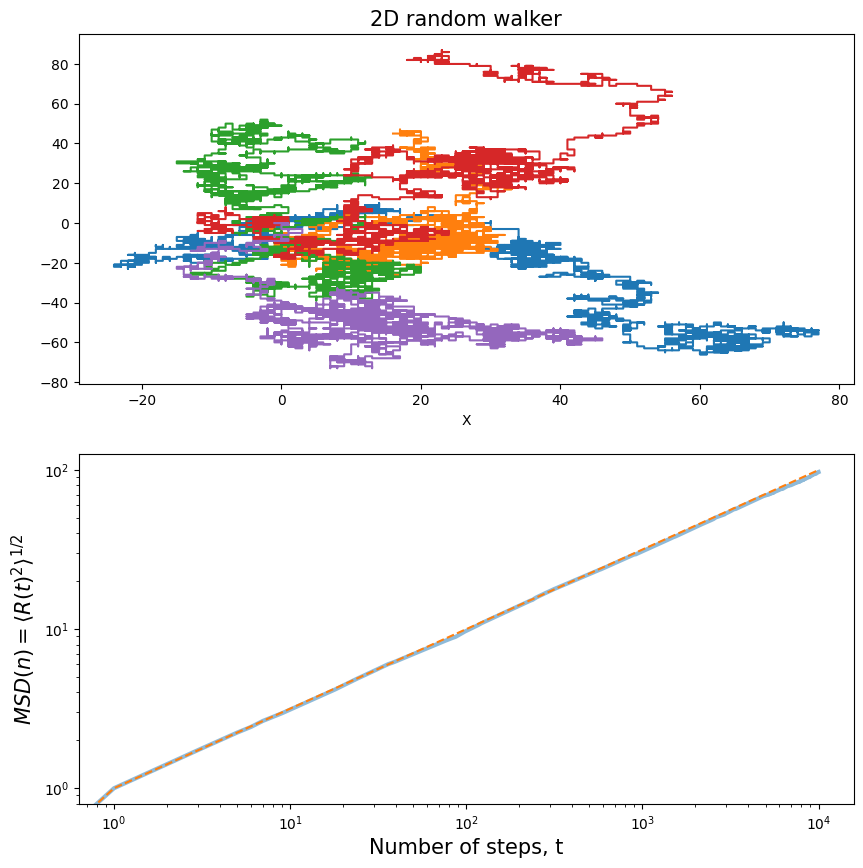 2D random walker
80
60
40
20
0
−20
−40
−60
−80
−20 0 20 40 60 80
X
MSD(n) = ⟨R(t)²⟩^{1/2}
10²
10¹
10⁰
10⁰ 10¹ 10² 10³ 10⁴
Number of steps, t